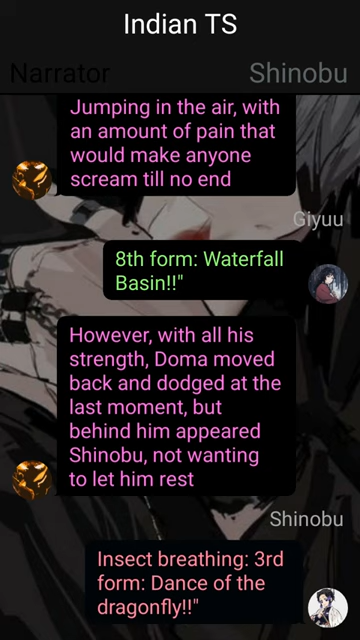 Indian TS
Narrator
Shinobu
Jumping in the air, with
an amount of pain that
would make anyone
scream till no end
Giyuu
8th form: Waterfall
Basin!!"
However, with all his
strength, Doma moved
back and dodged at the
last moment, but
behind him appeared
Shinobu, not wanting
to let him rest
Shinobu
Insect breathing: 3rd
form: Dance of the
dragonfly!!"